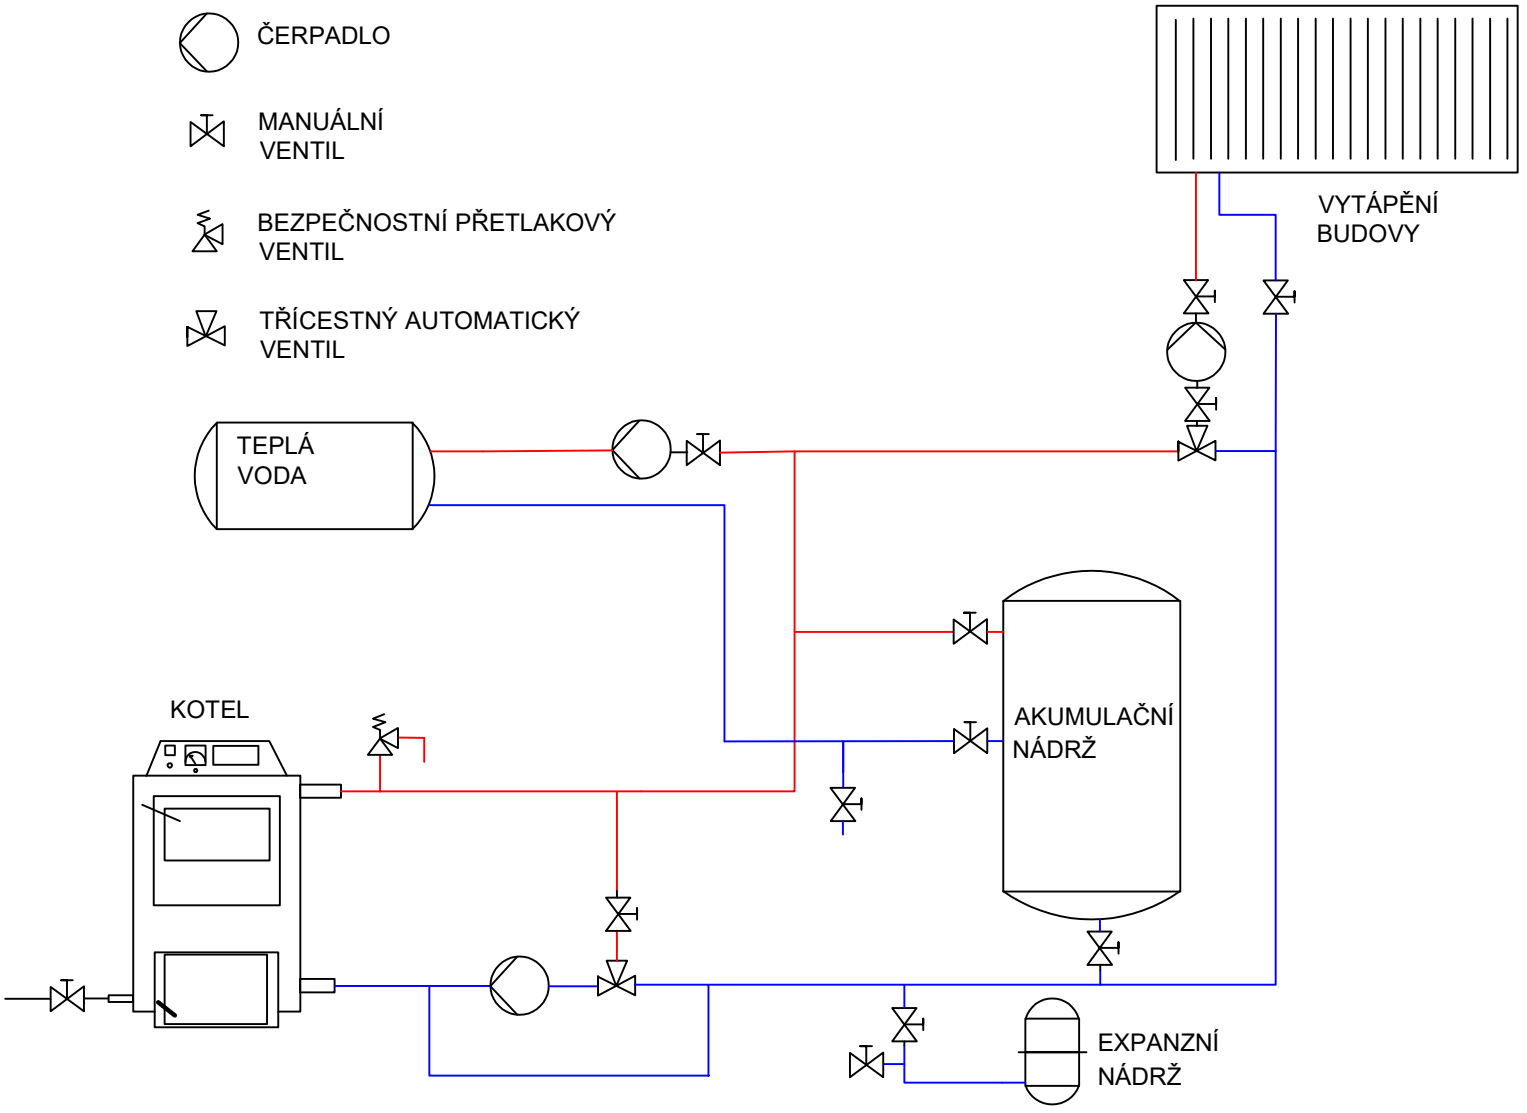 ČERPADLO
MANUÁLNÍ
VENTIL
BEZPEČNOSTNÍ PŘETLAKOVÝ
VENTIL
TŘÍCESTNÝ AUTOMATICKÝ
VENTIL
VYTÁPĚNÍ
BUDOVY
TEPLÁ
VODA
KOTEL
AKUMULAČNÍ
NÁDRŽ
EXPANZNÍ
NÁDRŽ